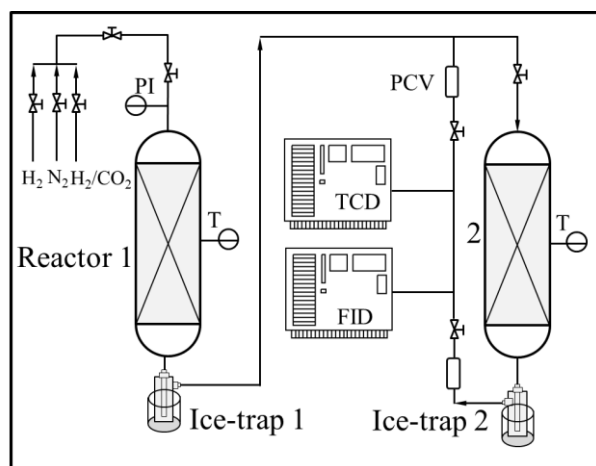 PI
H₂ N₂ H₂/CO₂
T
Reactor 1
Ice-trap 1
PCV
TCD
FID
2
T
Ice-trap 2